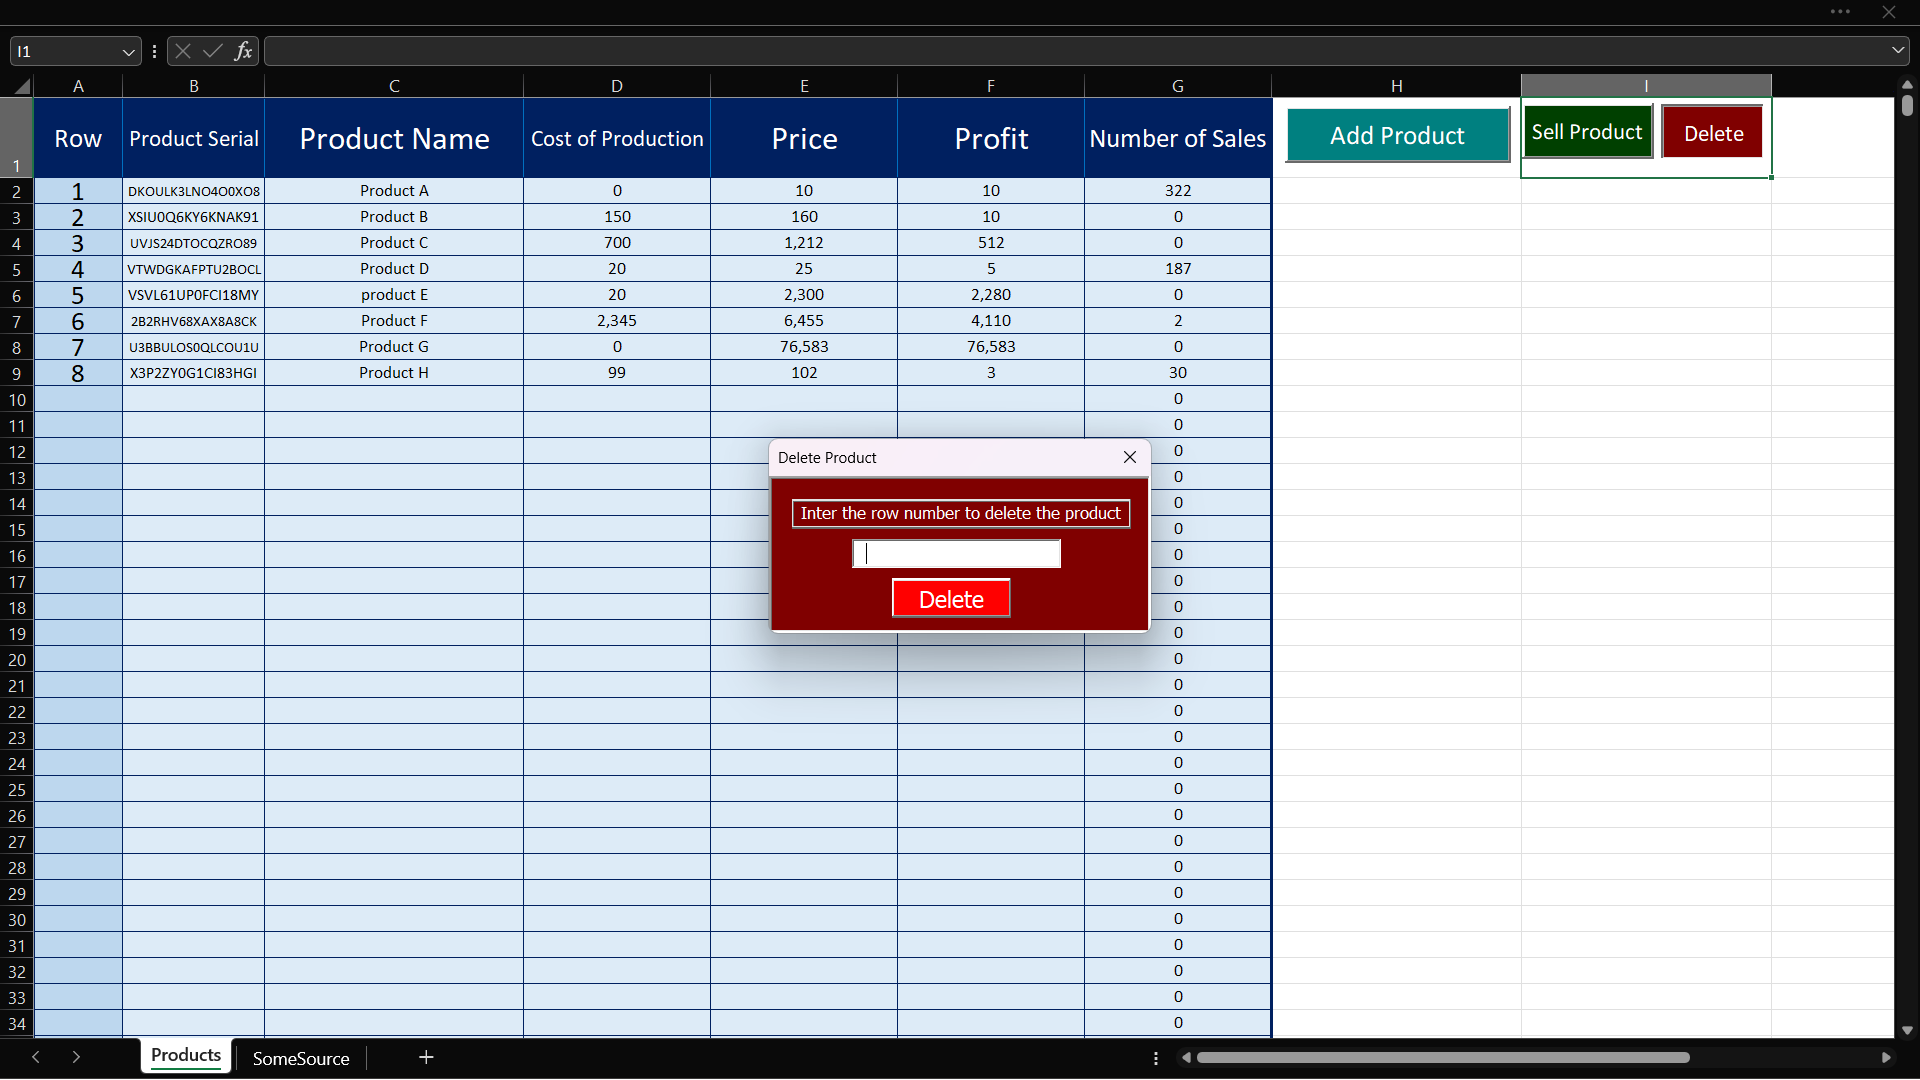 I1
fx
A B C D E F G H I
1 Row Product Serial Product Name Cost of Production Price Profit Number of Sales Add Product Sell Product Delete
2 1 DKOULK3LNO4O0XO8 Product A 0 10 10 322
3 2 XSIU0Q6KY6KNAK91 Product B 150 160 10 0
4 3 UVJS24DTOCQZRO89 Product C 700 1,212 512 0
5 4 VTWDGKAFPTU2BOCL Product D 20 25 5 187
6 5 VSVL61UP0FCI18MY product E 20 2,300 2,280 0
7 6 2B2RHV68XAX8A8CK Product F 2,345 6,455 4,110 2
8 7 U3BBULOS0QLCOU1U Product G 0 76,583 76,583 0
9 8 X3P2ZY0G1CI83HGI Product H 99 102 3 30
10 0
11 0
12 0
13 0
14 0
15 0
16 0
17 0
18 0
19 0
20 0
21 0
22 0
23 0
24 0
25 0
26 0
27 0
28 0
29 0
30 0
31 0
32 0
33 0
34 0
Delete Product
Inter the row number to delete the product
Delete
Products SomeSource